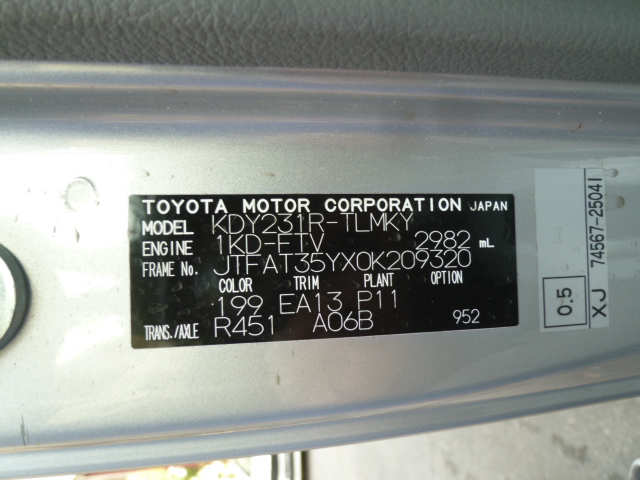 TOYOTA MOTOR CORPORATION JAPAN
MODEL KDY231R-TLMKY
ENGINE 1KD-FTV 2982 mL
FRAME NO. JTFAT35YX0K209320
COLOR TRIM PLANT OPTION
199 EA13 P11
TRANS./AXLE R451 A06B 952
0.5
XJ 74567-25041